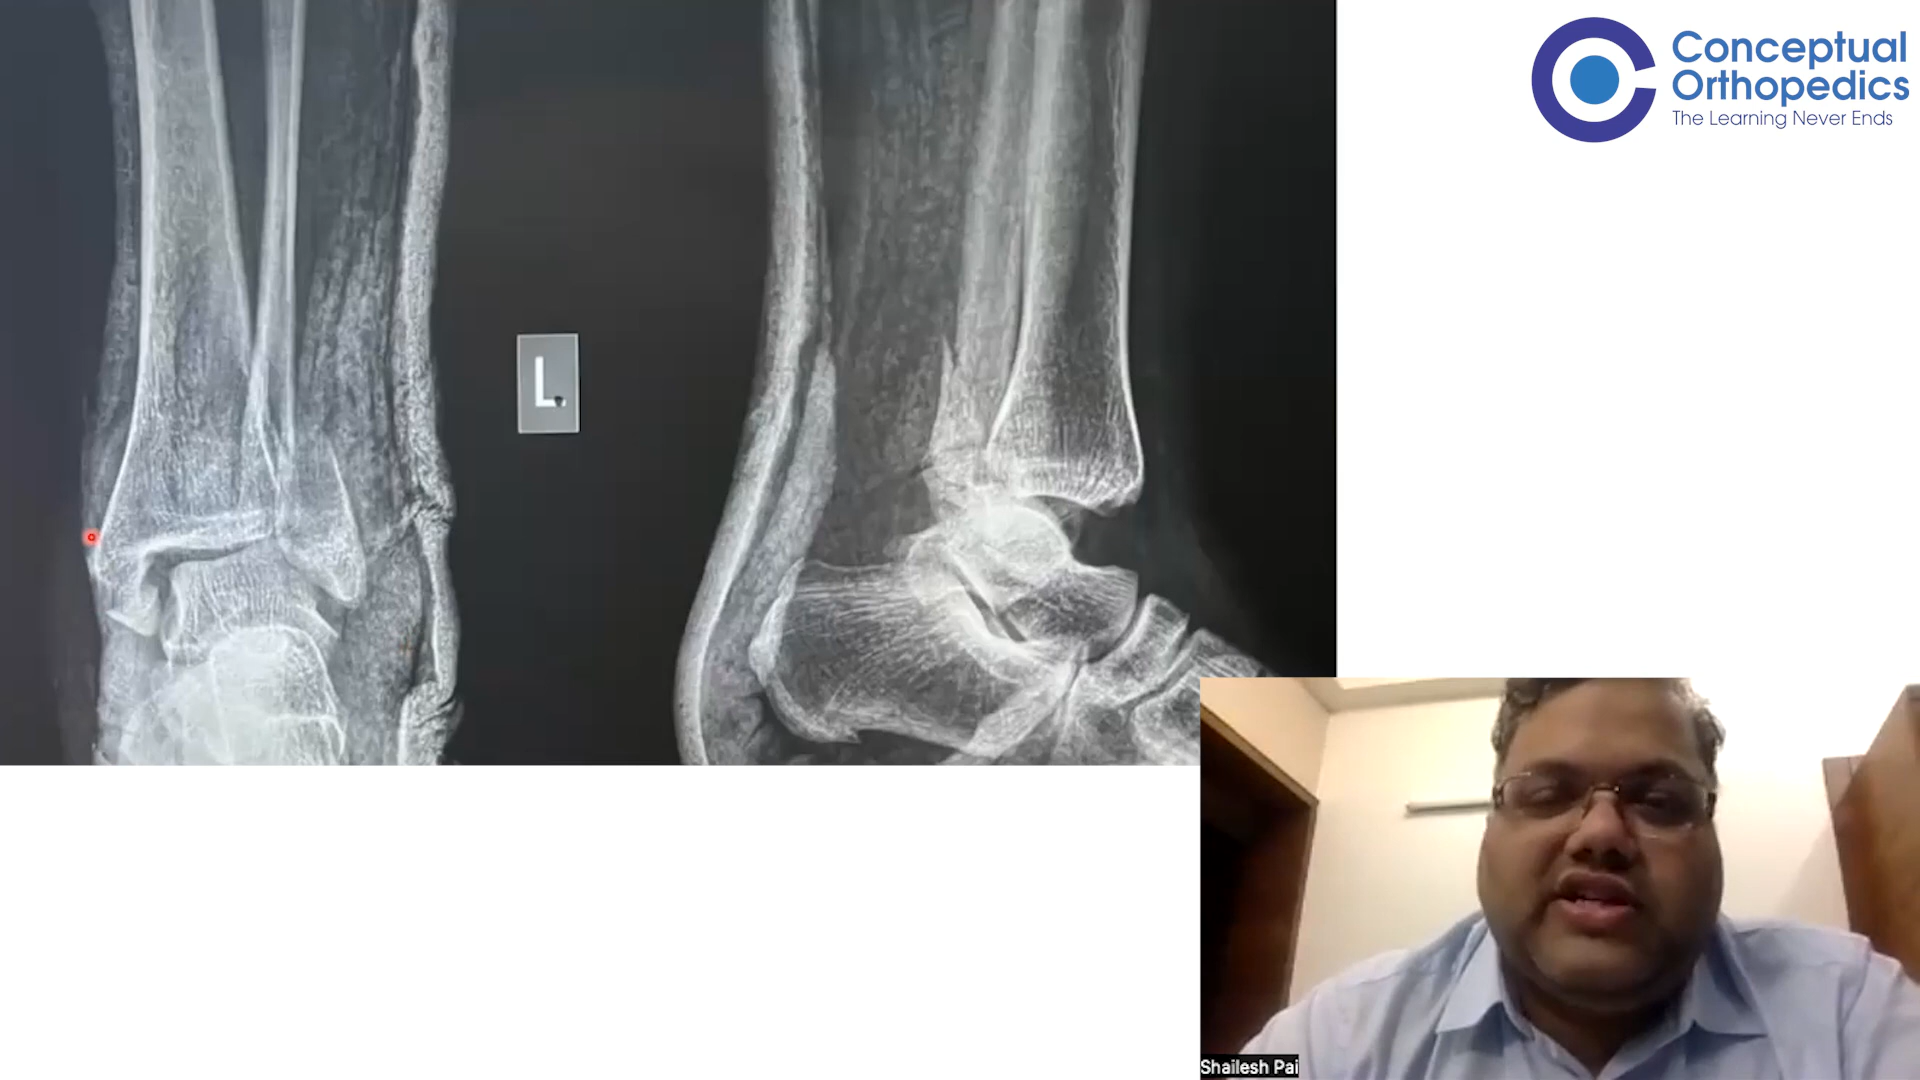 Conceptual
Orthopedics
The Learning Never Ends
L
Shailesh Pai